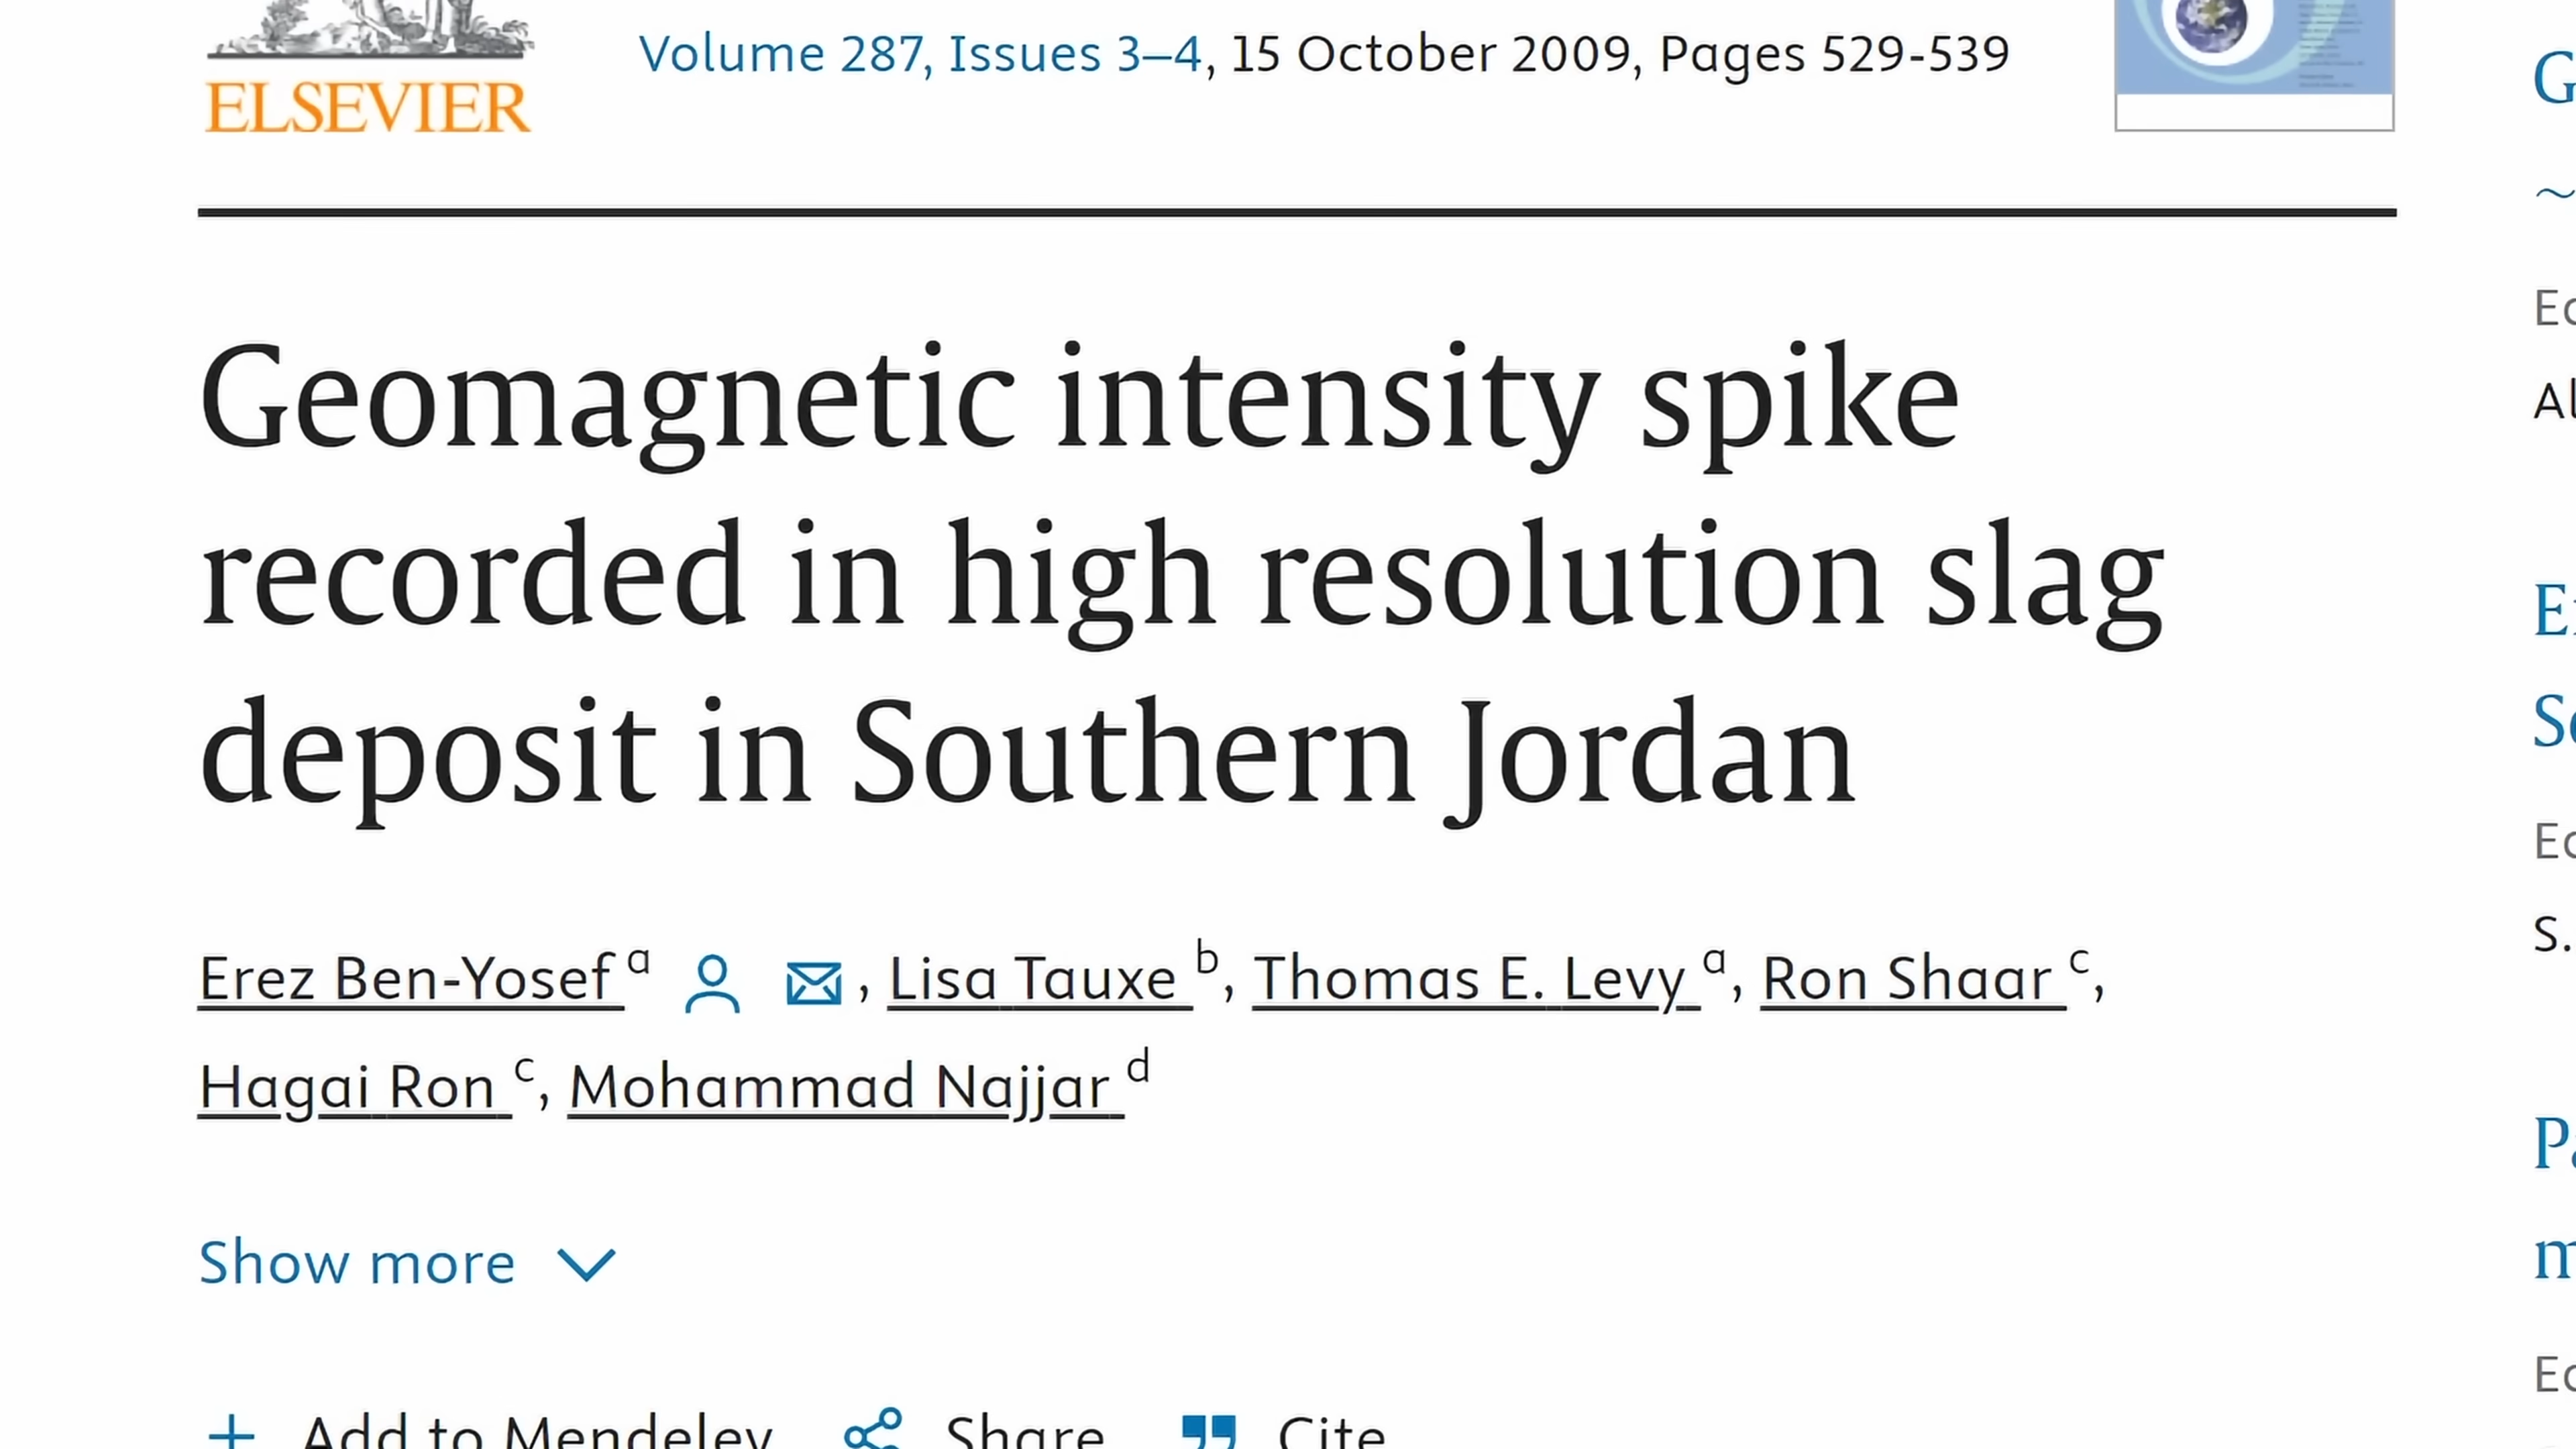 ELSEVIER
Volume 287, Issues 3–4, 15 October 2009, Pages 529-539
Geomagnetic intensity spike
recorded in high resolution slag
deposit in Southern Jordan
Erez Ben-Yosef a, Lisa Tauxe b, Thomas E. Levy a, Ron Shaar c,
Hagai Ron c, Mohammad Najjar d
Show more
Add to Mendeley Share Cite